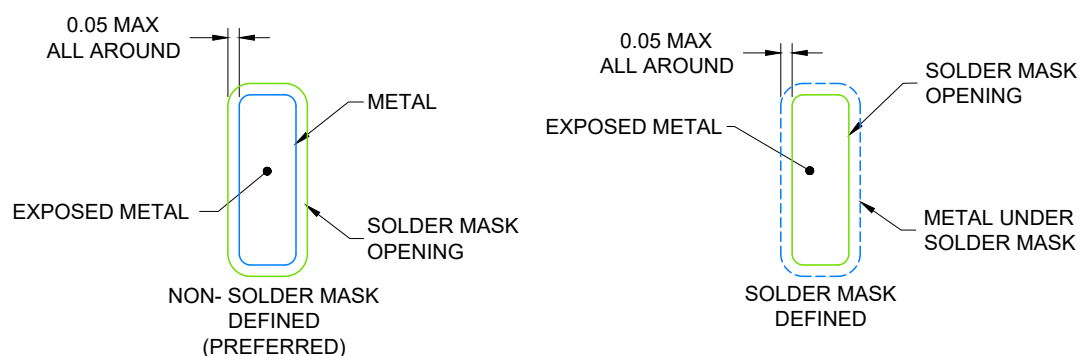 0.05 MAX
ALL AROUND
METAL
EXPOSED METAL
SOLDER MASK
OPENING
NON- SOLDER MASK
DEFINED
(PREFERRED)
0.05 MAX
ALL AROUND
SOLDER MASK
OPENING
EXPOSED METAL
METAL UNDER
SOLDER MASK
SOLDER MASK
DEFINED